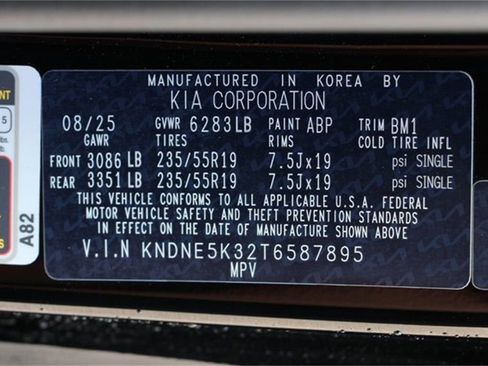 MANUFACTURED IN KOREA BY
KIA CORPORATION
08/25 GVWR 6283LB PAINT ABP TRIM BM1
GAWR TIRES RIMS COLD TIRE INFL
FRONT 3086 LB 235/55R19 7.5Jx19 psi SINGLE
REAR 3351 LB 235/55R19 7.5Jx19 psi SINGLE
THIS VEHICLE CONFORMS TO ALL APPLICABLE U.S.A. FEDERAL
MOTOR VEHICLE SAFETY AND THEFT PREVENTION STANDARDS
IN EFFECT ON THE DATE OF MANUFACTURE SHOWN ABOVE
V.I.N KNDNE5K32T6587895
MPV
A82
5